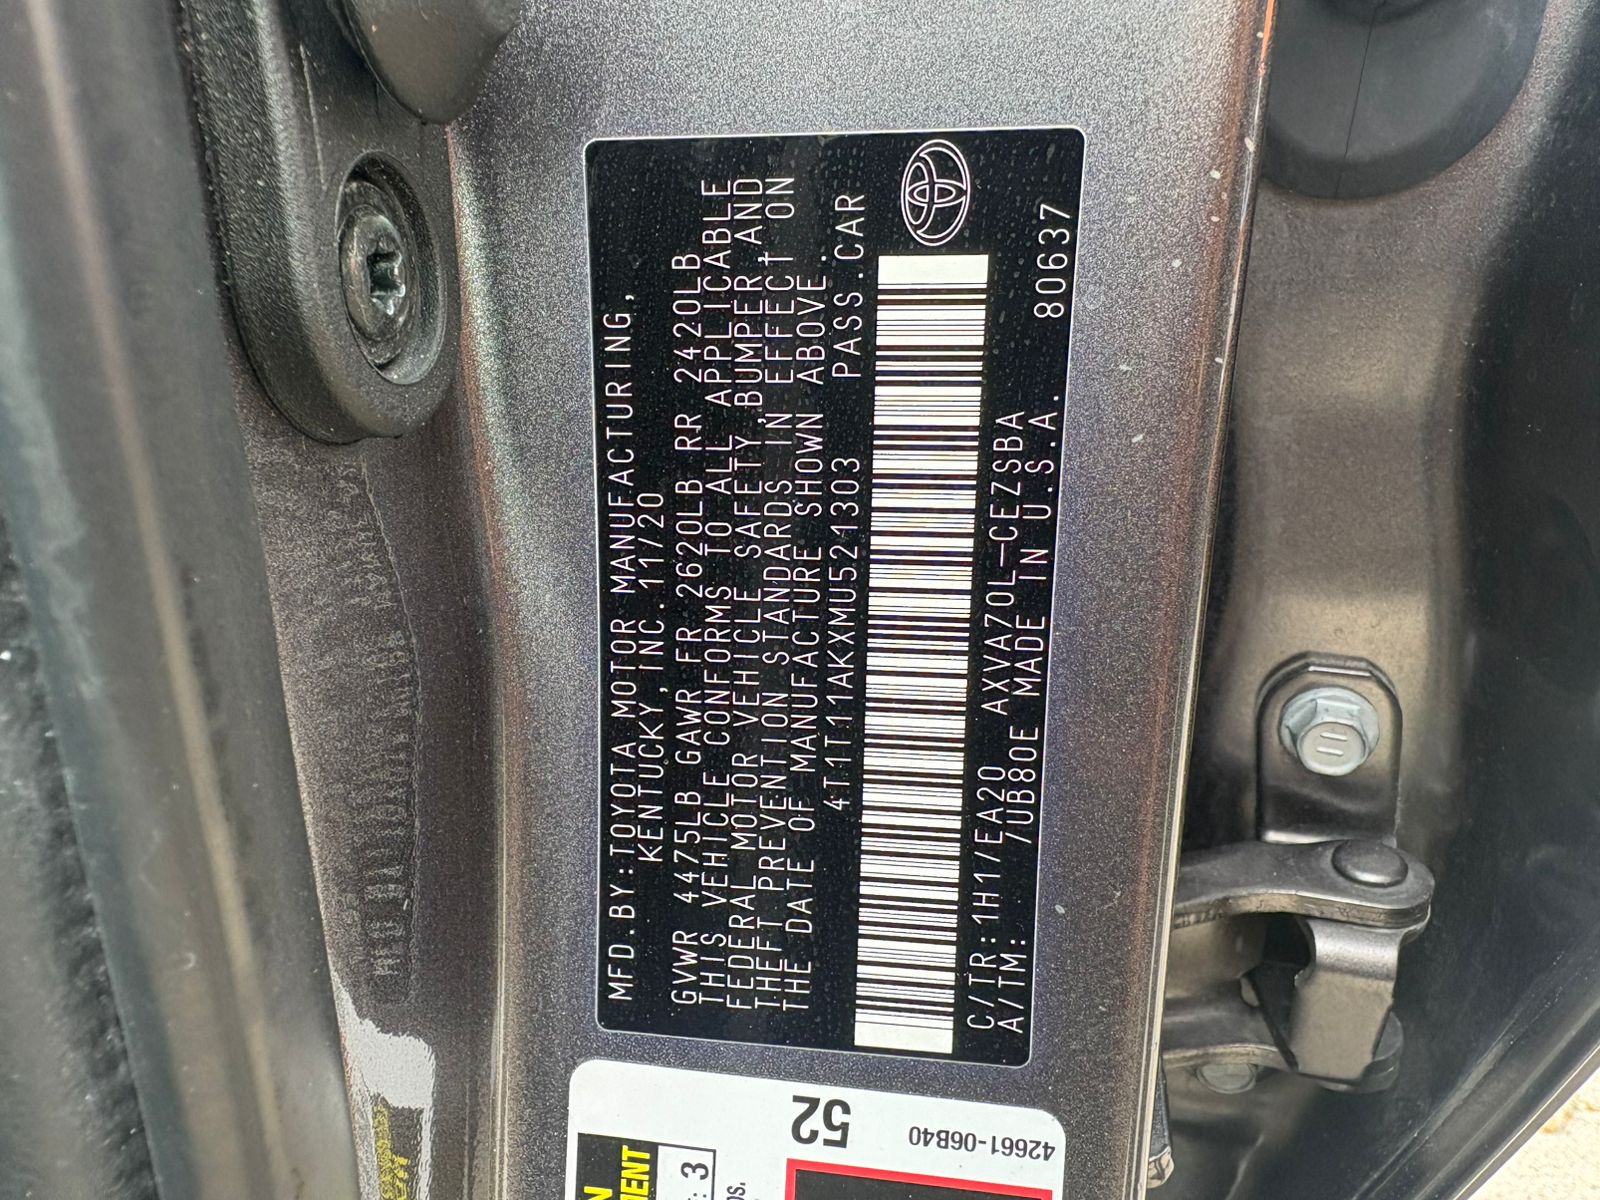 MFD.BY:TOYOTA MOTOR MANUFACTURING,
KENTUCKY,INC. 11/20
GVWR 4475LB GAWR FR 2620LB RR 2420LB
THIS VEHICLE CONFORMS TO ALL APPLICABLE
FEDERAL MOTOR VEHICLE SAFETY,BUMPER,AND
THEFT PREVENTION STANDARDS IN EFFECT ON
THE DATE OF MANUFACTURE SHOWN ABOVE.
4T1T11AKXMU521303 PASS.CAR
C/TR:1H1/EA20 AXVA70L-CEZSBA
A/TM: /UB80E MADE IN U.S.A. 80637
52
42661-06B40
3